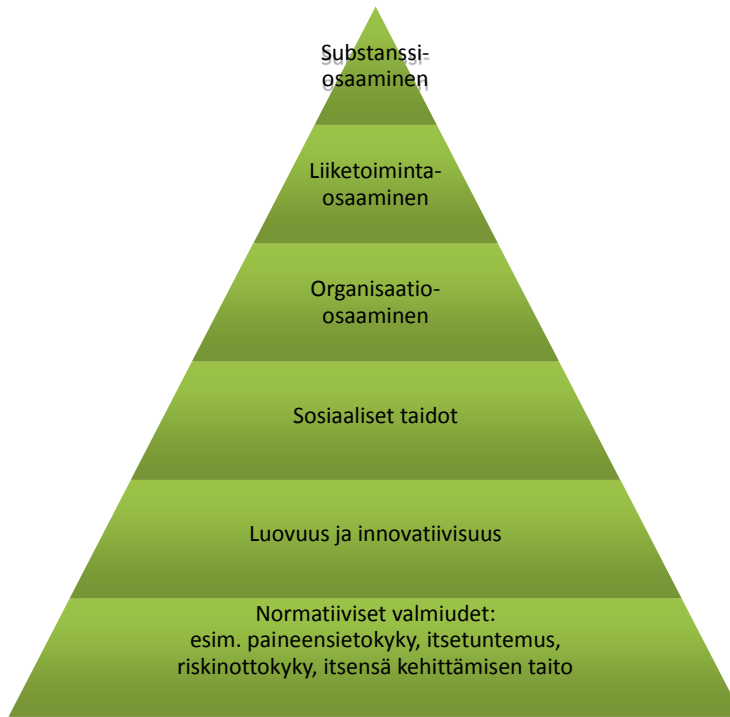 Substanssi-
osaaminen
Liiketoiminta-
osaaminen
Organisaatio-
osaaminen
Sosiaaliset taidot
Luovuus ja innovatiivisuus
Normatiiviset valmiudet:
esim. paineensietokyky, itsetuntemus,
riskinottokyky, itsensä kehittämisen taito